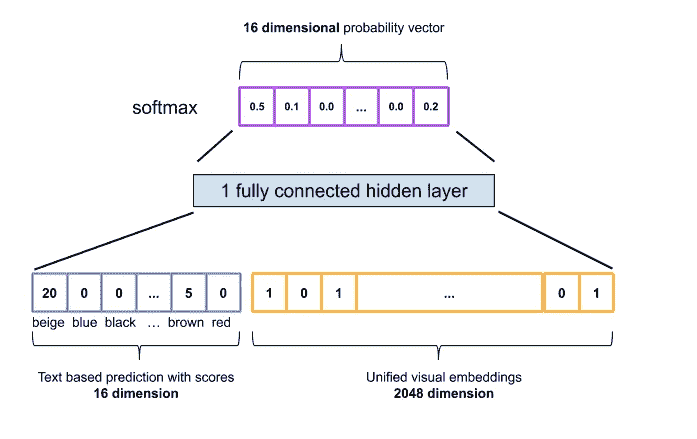 16 dimensional probability vector
softmax 0.5 0.1 0.0 ... 0.0 0.2
1 fully connected hidden layer
20 0 0 ... 5 0 1 0 1 ... 0 1
beige blue black ... brown red
Text based prediction with scores
16 dimension
Unified visual embeddings
2048 dimension